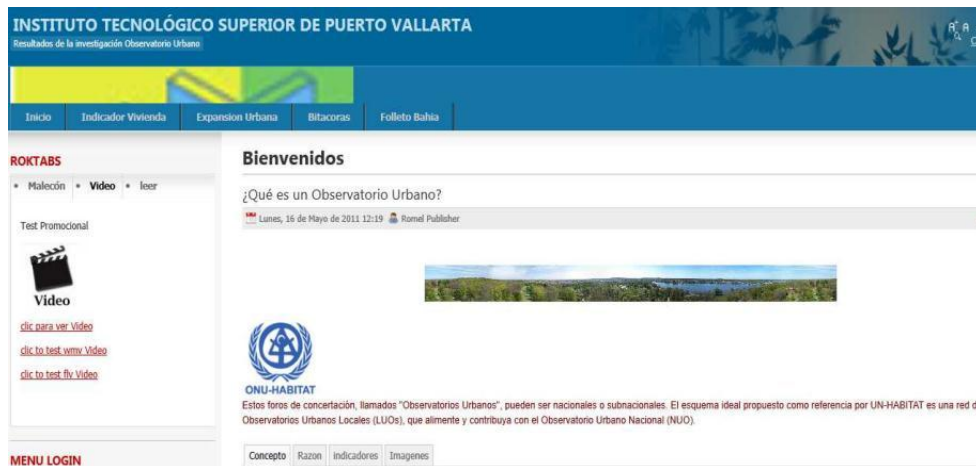 INSTITUTO TECNOLÓGICO SUPERIOR DE PUERTO VALLARTA
Resultados de la investigación Observatorio Urbano
A A
Inicio Indicador Vivienda Expansion Urbana Bitacoras Folleto Bahia
ROKTABS
Malecón Video leer
Test Promocional
Video
clic para ver Video
clic to test wmv Video
clic to test flv Video
MENU LOGIN
Bienvenidos
¿Qué es un Observatorio Urbano?
Lunes, 16 de Mayo de 2011 12:19 Romel Publisher
ONU-HABITAT
Estos foros de concertación, llamados "Observatorios Urbanos", pueden ser nacionales o subnacionales. El esquema ideal propuesto como referencia por UN-HABITAT es una red d
Observatorios Urbanos Locales (LUOs), que alimente y contribuya con el Observatorio Urbano Nacional (NUO).
Concepto Razon indicadores Imagenes